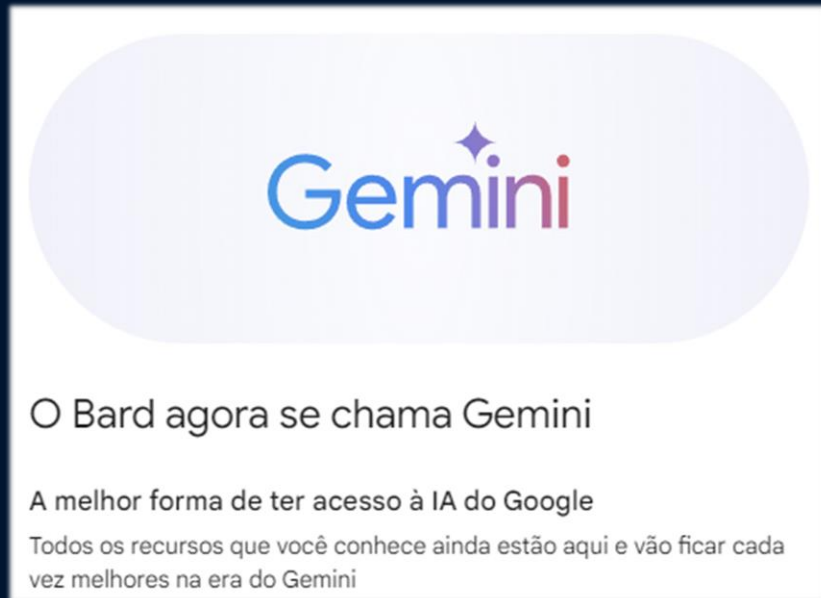 Gemini
O Bard agora se chama Gemini
A melhor forma de ter acesso à IA do Google
Todos os recursos que você conhece ainda estão aqui e vão ficar cada
vez melhores na era do Gemini